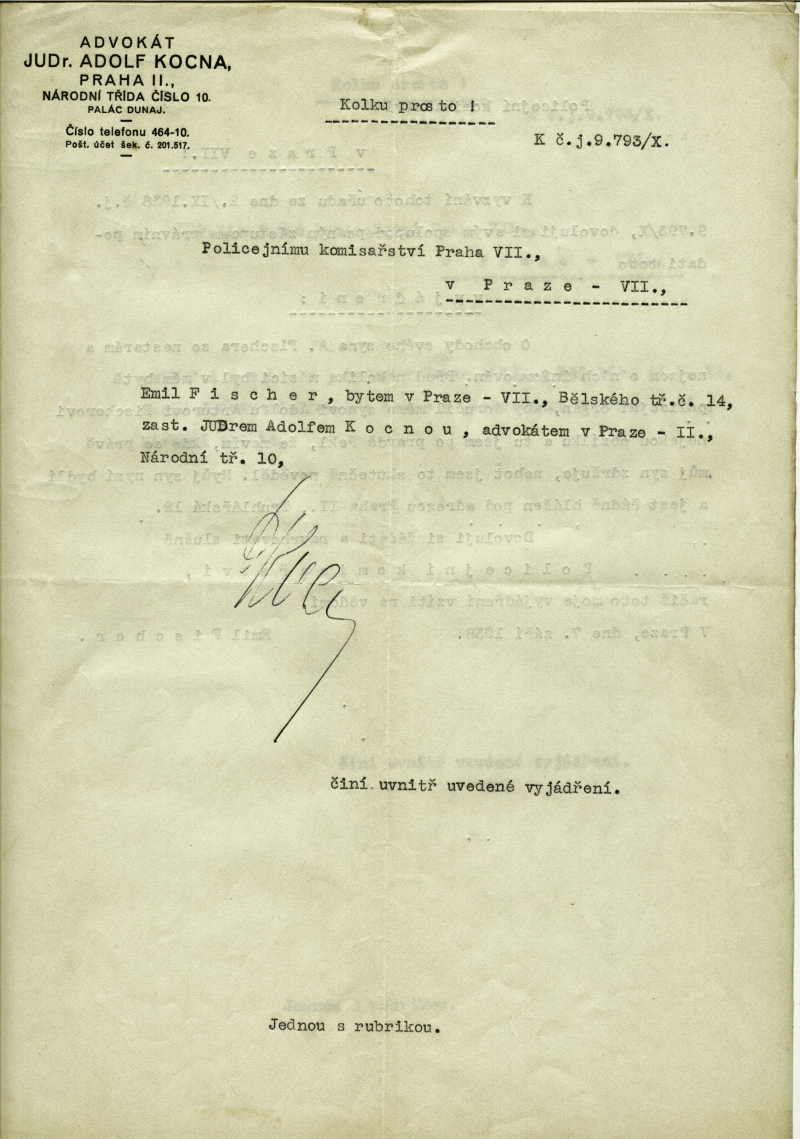 ADVOKÁT
JUDr. ADOLF KOCNA,
PRAHA II.,
NÁRODNÍ TŘÍDA ČÍSLO 10.
PALÁC DUNAJ.
Číslo telefonu 464-10.
Pošt. účet šek. č. 201.517.
Kolku prosto !
K č.j.9.793/X.
Policejnímu komisařství Praha VII.,
v P r a z e - VII.,
Emil F i s c h e r , bytem v Praze - VII., Bělského tř.č. 14,
zast. JUDrem Adolfem K o c n o u , advokátem v Praze - II.,
Národní tř. 10,
činí uvnitř uvedené vyjádření.
Jednou s rubrikou.